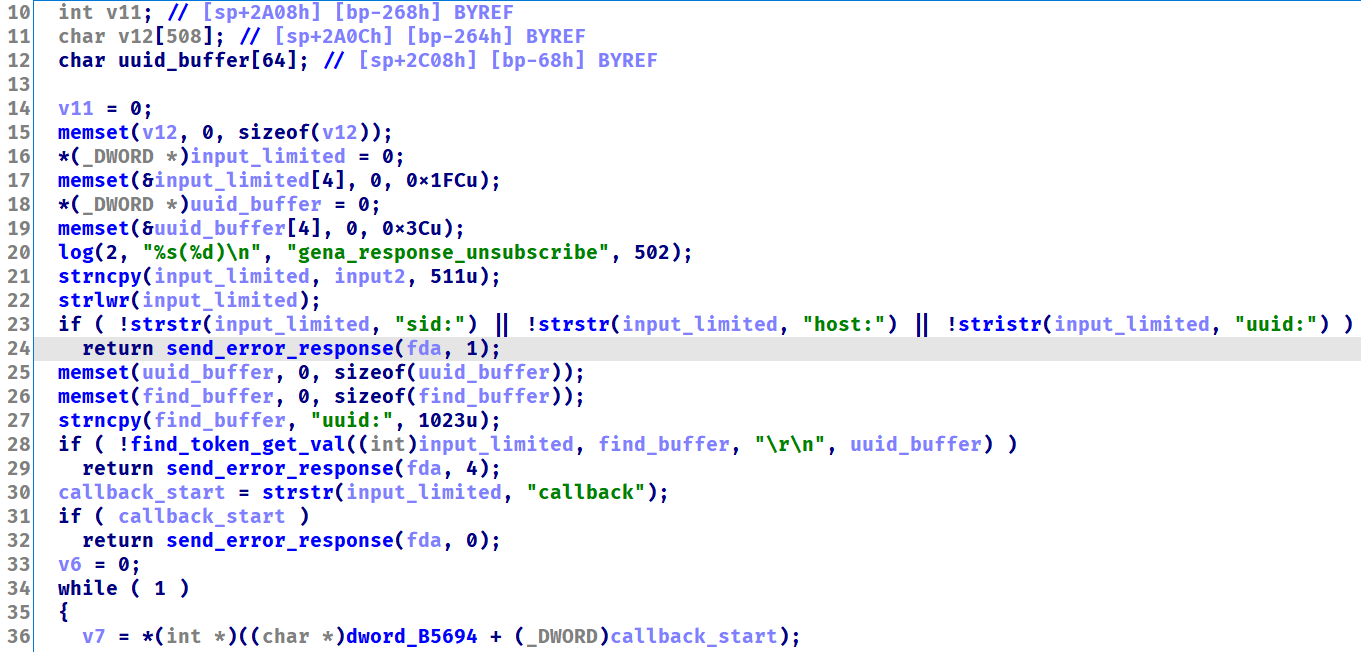 10 int v11; // [sp+2A08h] [bp-268h] BYREF
11 char v12[508]; // [sp+2A0Ch] [bp-264h] BYREF
12 char uuid_buffer[64]; // [sp+2C08h] [bp-68h] BYREF
13
14 v11 = 0;
15 memset(v12, 0, sizeof(v12));
16 *(_DWORD *)input_limited = 0;
17 memset(&input_limited[4], 0, 0×1FCu);
18 *(_DWORD *)uuid_buffer = 0;
19 memset(&uuid_buffer[4], 0, 0×3Cu);
20 log(2, "%s(%d)\n", "gena_response_unsubscribe", 502);
21 strncpy(input_limited, input2, 511u);
22 strlwr(input_limited);
23 if ( !strstr(input_limited, "sid:") || !strstr(input_limited, "host:") || !stristr(input_limited, "uuid:") )
24 return send_error_response(fda, 1);
25 memset(uuid_buffer, 0, sizeof(uuid_buffer));
26 memset(find_buffer, 0, sizeof(find_buffer));
27 strncpy(find_buffer, "uuid:", 1023u);
28 if ( !find_token_get_val((int)input_limited, find_buffer, "\r\n", uuid_buffer) )
29 return send_error_response(fda, 4);
30 callback_start = strstr(input_limited, "callback");
31 if ( callback_start )
32 return send_error_response(fda, 0);
33 v6 = 0;
34 while ( 1 )
35 {
36 v7 = *(int *)((char *)dword_B5694 + (_DWORD)callback_start);